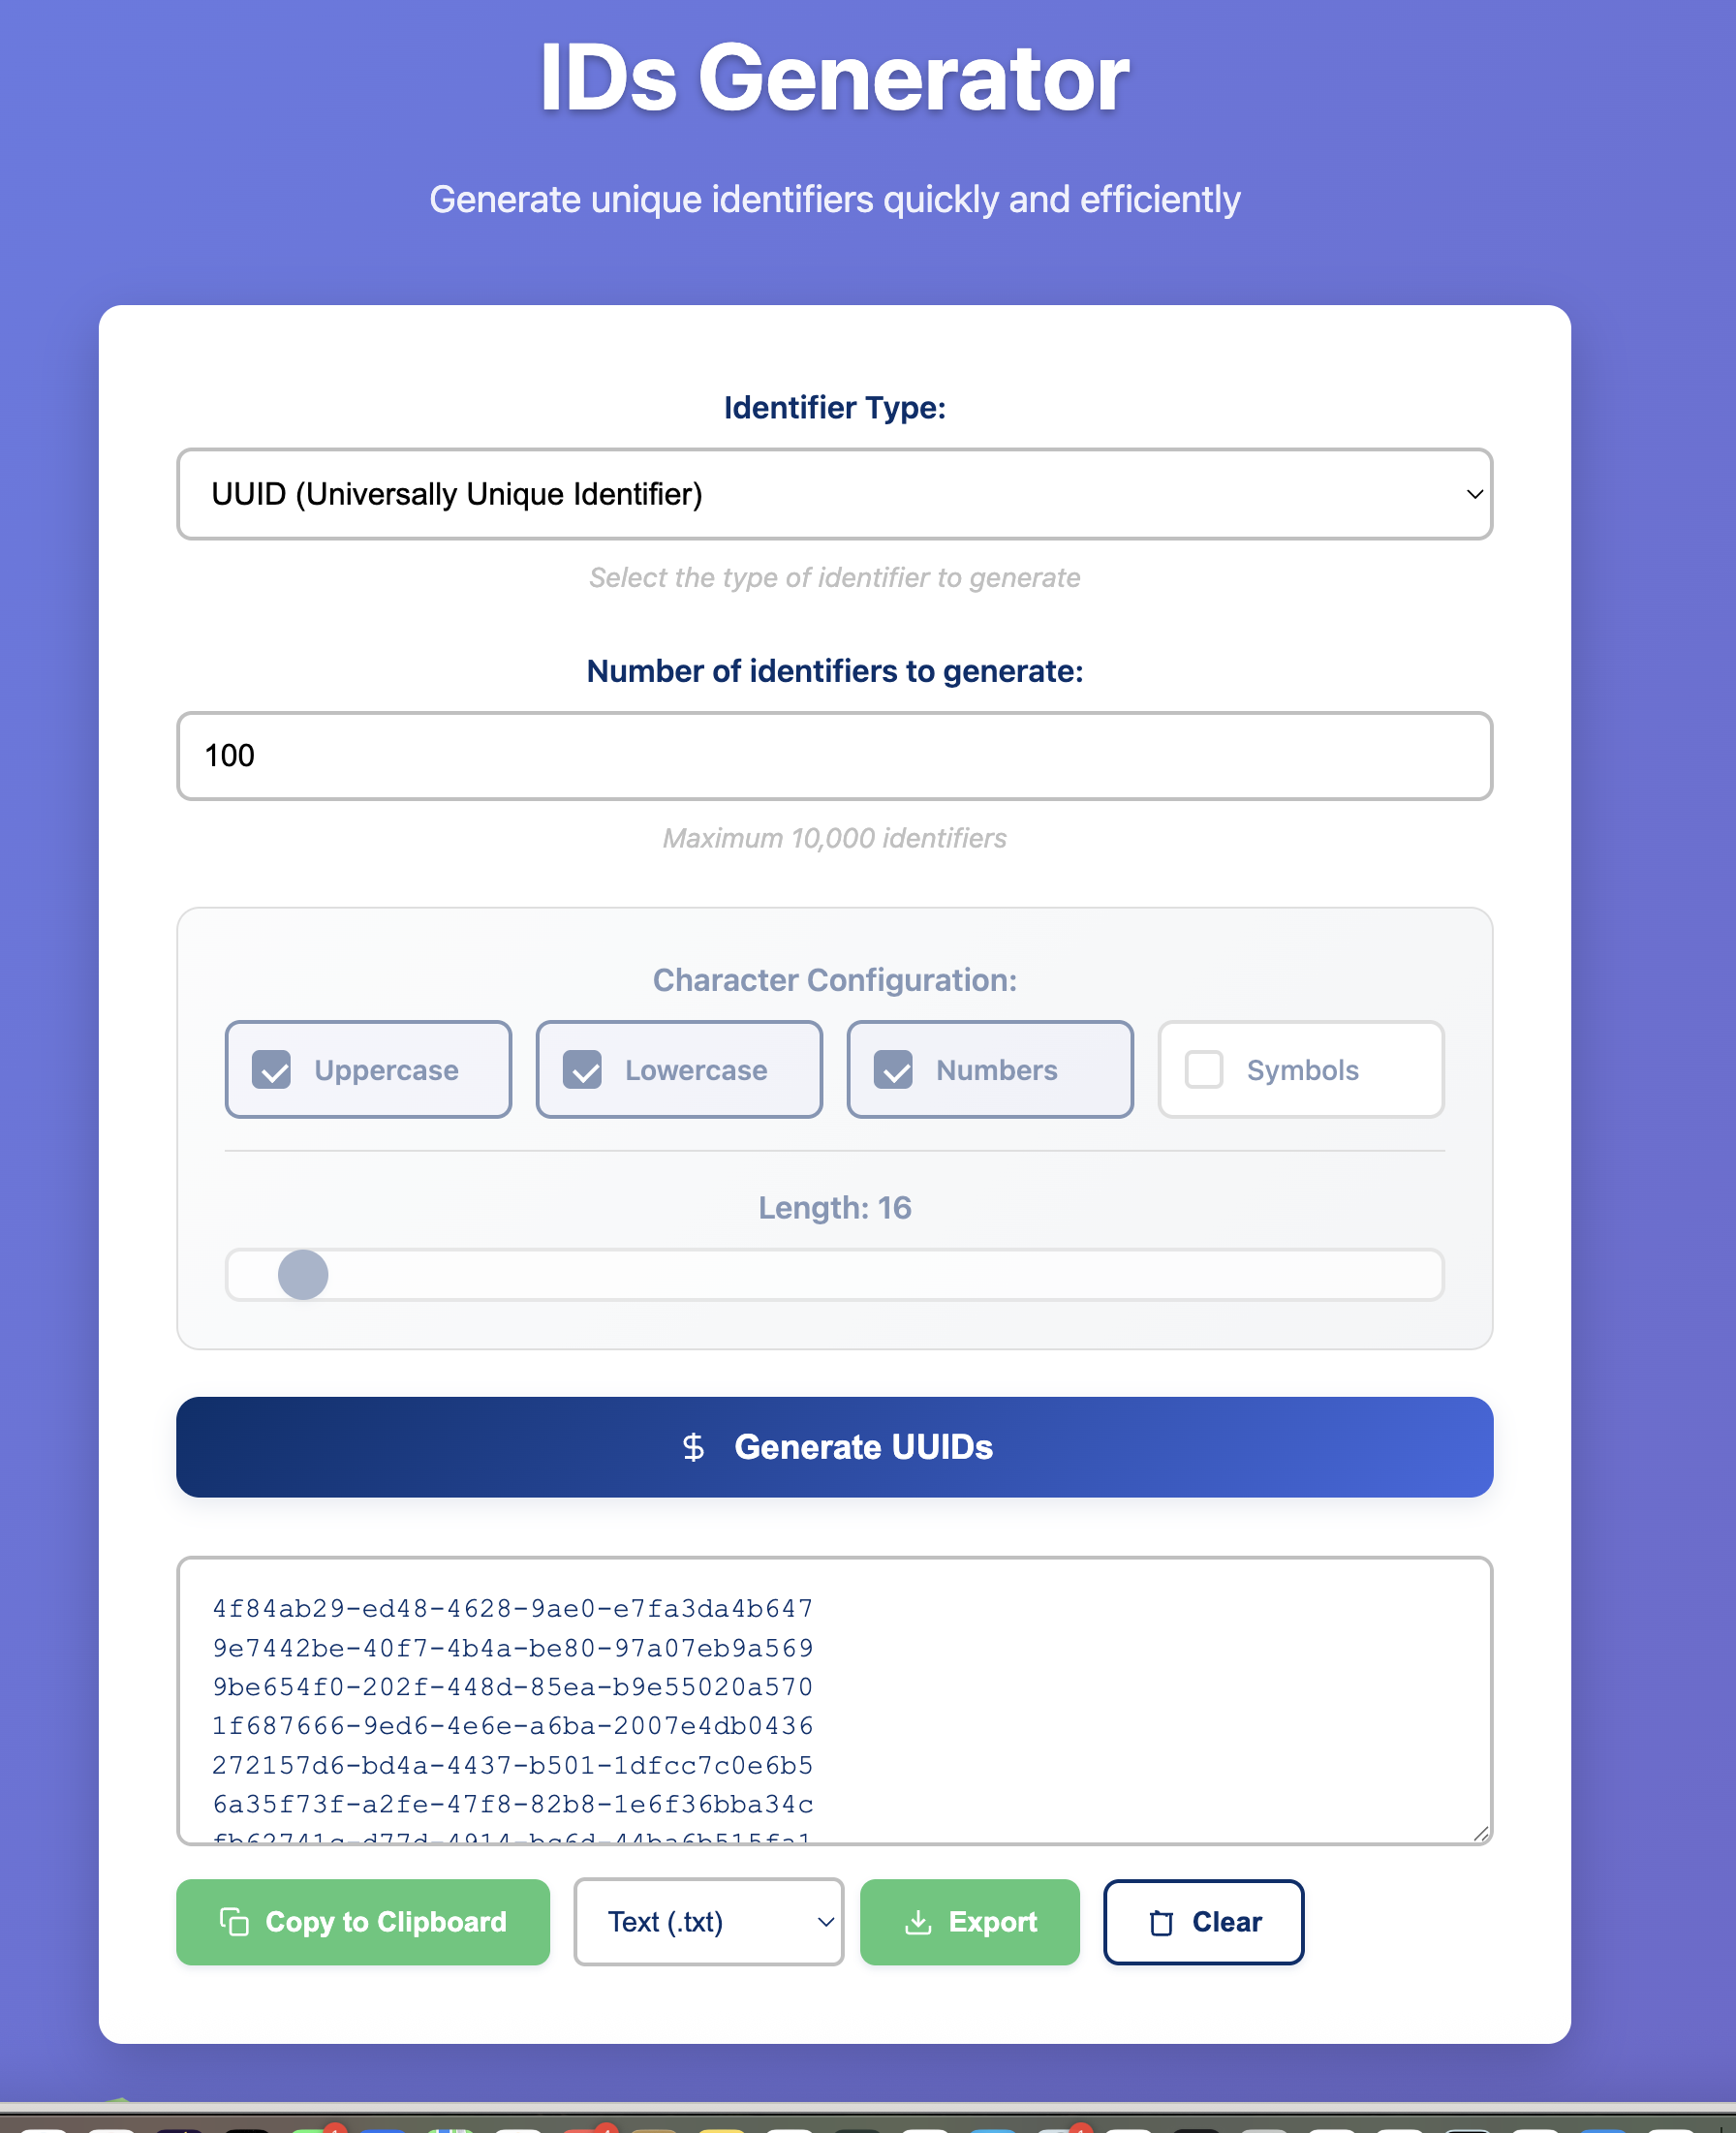 IDs Generator
Generate unique identifiers quickly and efficiently
Identifier Type:
UUID (Universally Unique Identifier)
Select the type of identifier to generate
Number of identifiers to generate:
100
Maximum 10,000 identifiers
Character Configuration:
Uppercase Lowercase Numbers Symbols
Length: 16
$ Generate UUIDs
4f84ab29-ed48-4628-9ae0-e7fa3da4b647
9e7442be-40f7-4b4a-be80-97a07eb9a569
9be654f0-202f-448d-85ea-b9e55020a570
1f687666-9ed6-4e6e-a6ba-2007e4db0436
272157d6-bd4a-4437-b501-1dfcc7c0e6b5
6a35f73f-a2fe-47f8-82b8-1e6f36bba34c
Copy to Clipboard Text (.txt) Export Clear